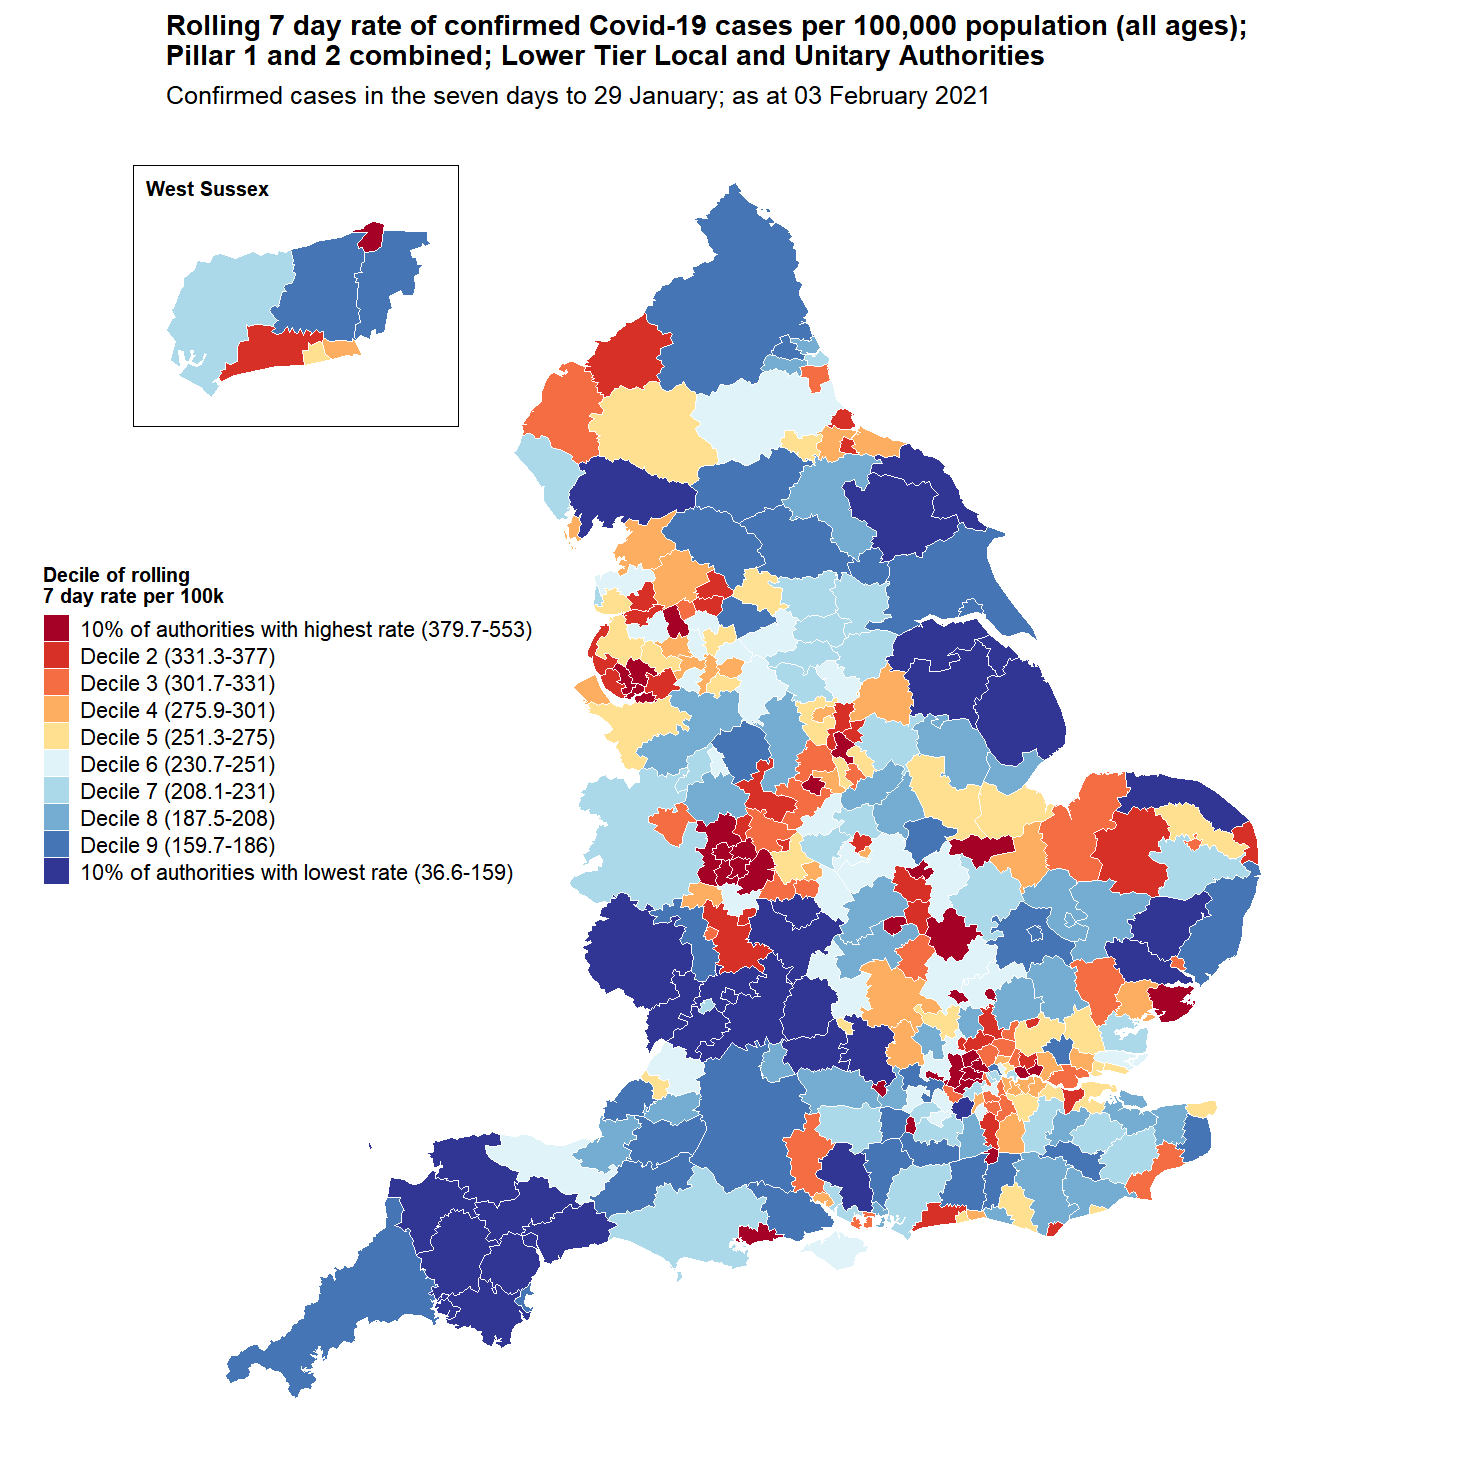 Rolling 7 day rate of confirmed Covid-19 cases per 100,000 population (all ages);
Pillar 1 and 2 combined; Lower Tier Local and Unitary Authorities
Confirmed cases in the seven days to 29 January; as at 03 February 2021
West Sussex
Decile of rolling
7 day rate per 100k
10% of authorities with highest rate (379.7-553)
Decile 2 (331.3-377)
Decile 3 (301.7-331)
Decile 4 (275.9-301)
Decile 5 (251.3-275)
Decile 6 (230.7-251)
Decile 7 (208.1-231)
Decile 8 (187.5-208)
Decile 9 (159.7-186)
10% of authorities with lowest rate (36.6-159)